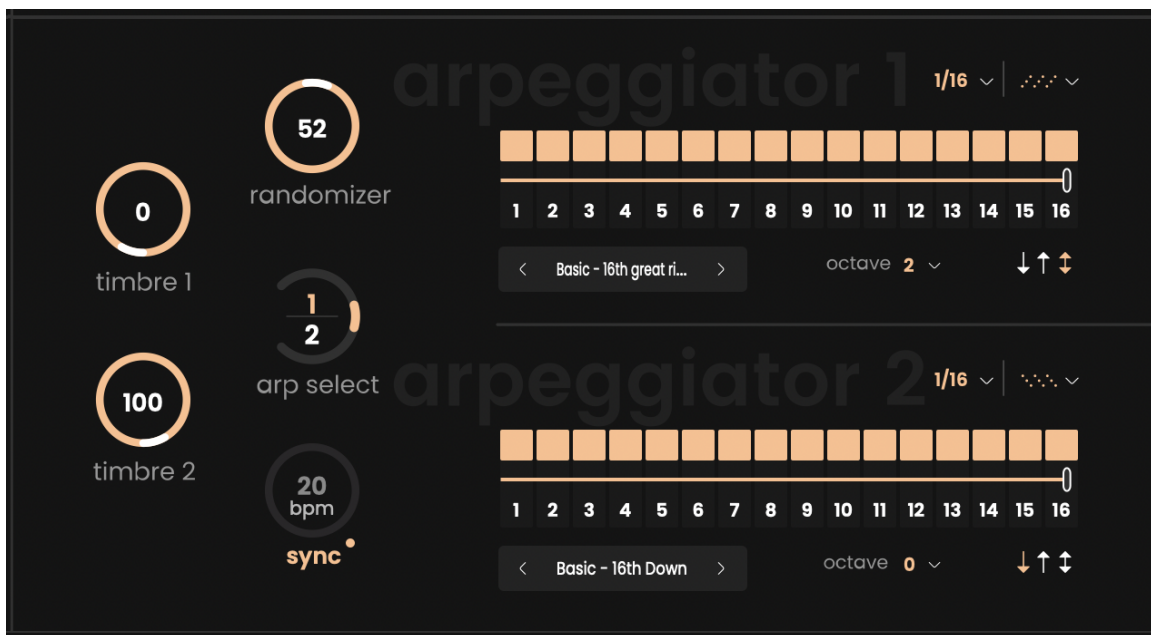 arpeggiator 1
1/16
52
randomizer
0
timbre 1
1 2 3 4 5 6 7 8 9 10 11 12 13 14 15 16
Basic - 16th great ri...
octave 2
1
2
arp select
arpeggiator 2
1/16
100
timbre 2
20
bpm
sync
1 2 3 4 5 6 7 8 9 10 11 12 13 14 15 16
Basic - 16th Down
octave 0